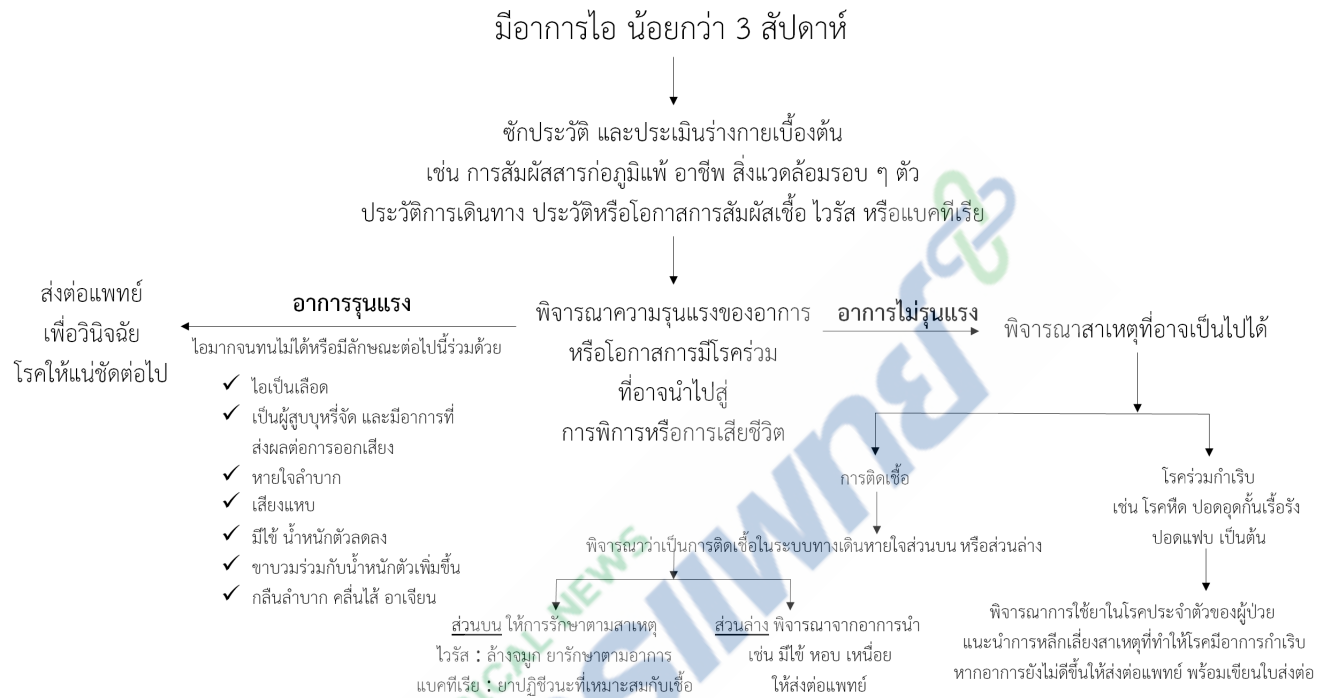 มีอาการไอ น้อยกว่า 3 สัปดาห์
ซักประวัติ และประเมินร่างกายเบื้องต้น
เช่น การสัมผัสสารก่อภูมิแพ้ อาชีพ สิ่งแวดล้อมรอบ ๆ ตัว
ประวัติการเดินทาง ประวัติหรือโอกาสการสัมผัสเชื้อ ไวรัส หรือแบคทีเรีย
ส่งต่อแพทย์
เพื่อวินิจฉัย
โรคให้แน่ชัดต่อไป
อาการรุนแรง
ไอมากจนทนไม่ได้หรือมีลักษณะต่อไปนี้ร่วมด้วย
✓ ไอเป็นเลือด
✓ เป็นผู้สูบบุหรี่จัด และมีอาการที่
ส่งผลต่อการออกเสียง
✓ หายใจลำบาก
✓ เสียงแหบ
✓ มีไข้ น้ำหนักตัวลดลง
✓ ขาบวมร่วมกับน้ำหนักตัวเพิ่มขึ้น
✓ กลืนลำบาก คลื่นไส้ อาเจียน
พิจารณาความรุนแรงของอาการ
หรือโอกาสการมีโรคร่วม
ที่อาจนำไปสู่
การพิการหรือการเสียชีวิต
อาการไม่รุนแรง
พิจารณาสาเหตุที่อาจเป็นไปได้
การติดเชื้อ
พิจารณาว่าเป็นการติดเชื้อในระบบทางเดินหายใจส่วนบน หรือส่วนล่าง
ส่วนบน ให้การรักษาตามสาเหตุ
ไวรัส : ล้างจมูก ยารักษาตามอาการ
แบคทีเรีย : ยาปฏิชีวนะที่เหมาะสมกับเชื้อ
ส่วนล่าง พิจารณาจากอาการนำ
เช่น มีไข้ หอบ เหนื่อย
ให้ส่งต่อแพทย์
โรคร่วมกำเริบ
เช่น โรคหืด ปอดอุดกั้นเรื้อรัง
ปอดแฟบ เป็นต้น
พิจารณาการใช้ยาในโรคประจำตัวของผู้ป่วย
แนะนำการหลีกเลี่ยงสาเหตุที่ทำให้โรคมีอาการกำเริบ
หากอาการยังไม่ดีขึ้นให้ส่งต่อแพทย์ พร้อมเขียนใบส่งต่อ